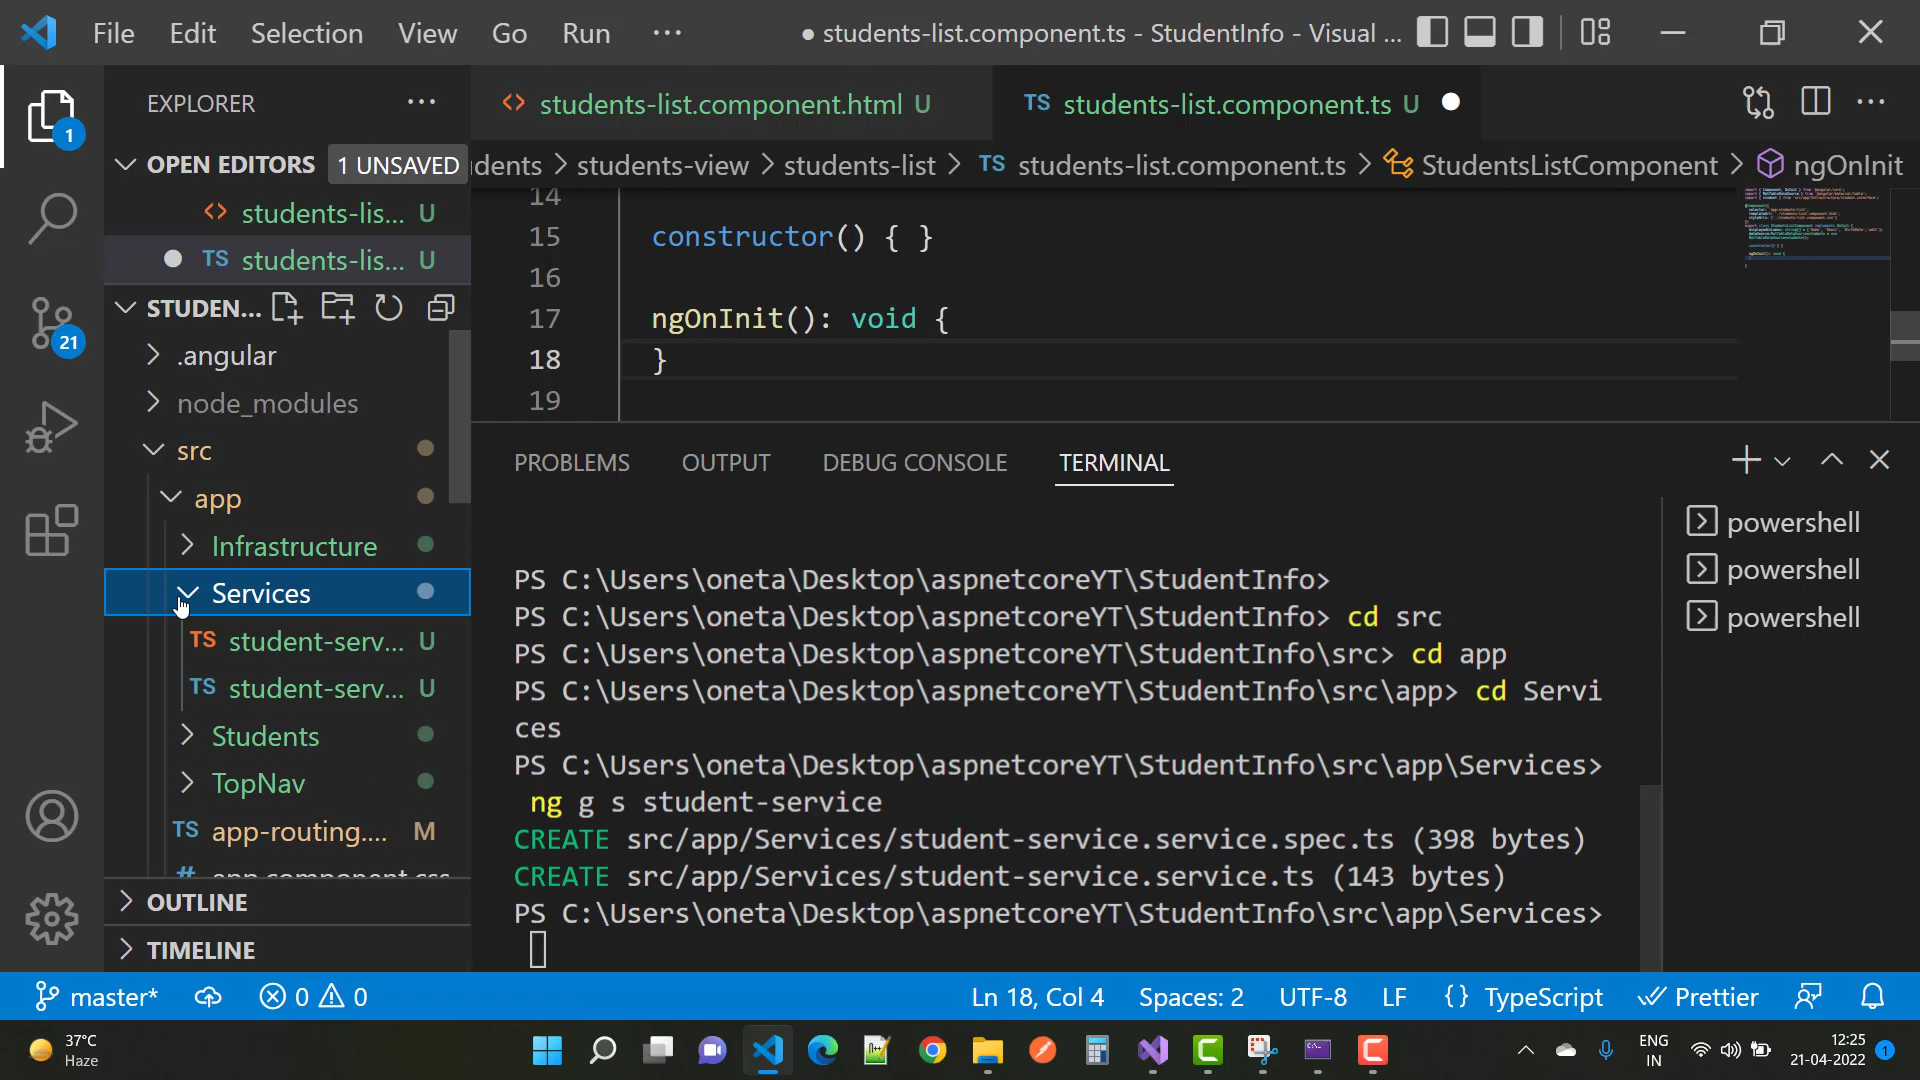 File Edit Selection View Go Run ··· ● students-list.component.ts - StudentInfo - Visual ...
EXPLORER ···
<> students-list.component.html U
TS students-list.component.ts U ●
OPEN EDITORS 1 UNSAVED
dents > students-view > students-list > TS students-list.component.ts > StudentsListComponent > ngOnInit
<> students-lis... U
● TS students-lis... U
STUDEN...
.angular
node_modules
src
app
Infrastructure
Services
TS student-serv... U
TS student-serv... U
Students
TopNav
TS app-routing.... M
# app.component.css
OUTLINE
TIMELINE
14
15 constructor() { }
16
17 ngOnInit(): void {
18 }
19
PROBLEMS OUTPUT DEBUG CONSOLE TERMINAL
PS C:\Users\oneta\Desktop\aspnetcoreYT\StudentInfo>
PS C:\Users\oneta\Desktop\aspnetcoreYT\StudentInfo> cd src
PS C:\Users\oneta\Desktop\aspnetcoreYT\StudentInfo\src> cd app
PS C:\Users\oneta\Desktop\aspnetcoreYT\StudentInfo\src\app> cd Servi
ces
PS C:\Users\oneta\Desktop\aspnetcoreYT\StudentInfo\src\app\Services>
ng g s student-service
CREATE src/app/Services/student-service.service.spec.ts (398 bytes)
CREATE src/app/Services/student-service.service.ts (143 bytes)
PS C:\Users\oneta\Desktop\aspnetcoreYT\StudentInfo\src\app\Services>
powershell
powershell
powershell
1
21
master* 0 0 Ln 18, Col 4 Spaces: 2 UTF-8 LF {} TypeScript Prettier
37°C
Haze
ENG
IN
12:25
21-04-2022
1